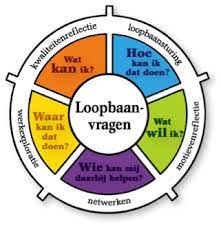 kwaliteitenreflectie
loopbaansturing
Wat
kan ik?
Hoe
kan ik
dat doen?
Loopbaan-
vragen
Waar
kan ik
dat doen?
Wat
wil ik?
werkexploratie
motievenreflectie
Wie kan mij
daarbij helpen?
netwerken